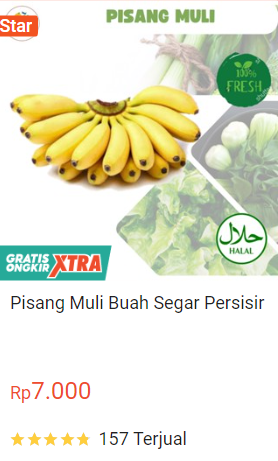 PISANG MULI
Star
100%
FRESH
حلال
HALAL
GRATIS
ONGKIR XTRA
Pisang Muli Buah Segar Persisir
Rp7.000
157 Terjual